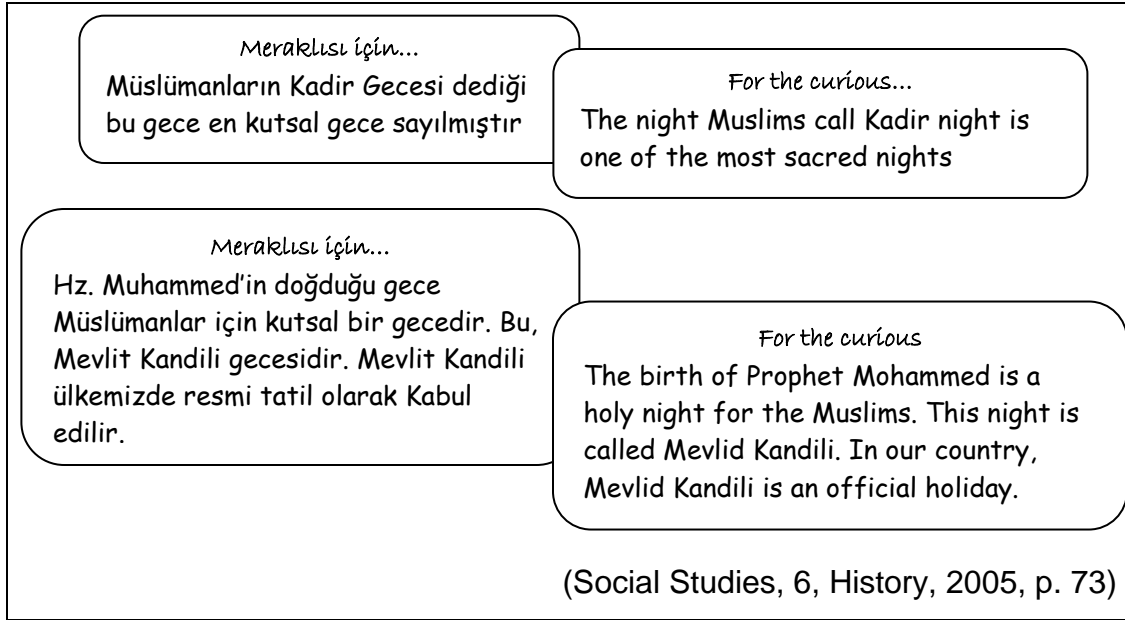 Meraklısı için...
Müslümanların Kadir Gecesi dediği
bu gece en kutsal gece sayılmıştır
For the curious...
The night Muslims call Kadir night is
one of the most sacred nights
Meraklısı için...
Hz. Muhammed'in doğduğu gece
Müslümanlar için kutsal bir gecedir. Bu,
Mevlit Kandili gecesidir. Mevlit Kandili
ülkemizde resmi tatil olarak Kabul
edilir.
For the curious
The birth of Prophet Mohammed is a
holy night for the Muslims. This night is
called Mevlid Kandili. In our country,
Mevlid Kandili is an official holiday.
(Social Studies, 6, History, 2005, p. 73)